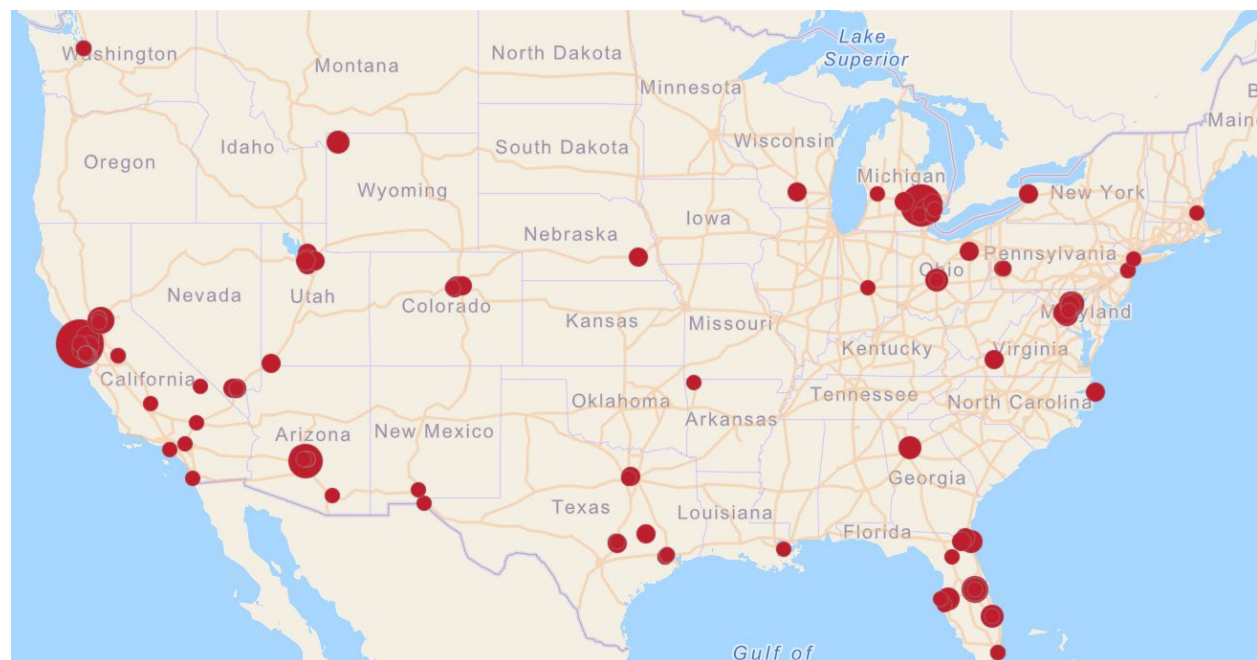 Washington
Montana
North Dakota
Minnesota
Lake
Superior
Oregon
Idaho
Wyoming
South Dakota
Wisconsin
Michigan
Maine
New York
Nevada
Utah
Colorado
Nebraska
Iowa
Ohio
Pennsylvania
California
Kansas
Missouri
Kentucky
Virginia
Maryland
Arizona
New Mexico
Oklahoma
Arkansas
Tennessee
North Carolina
Texas
Louisiana
Georgia
Florida
Gulf of